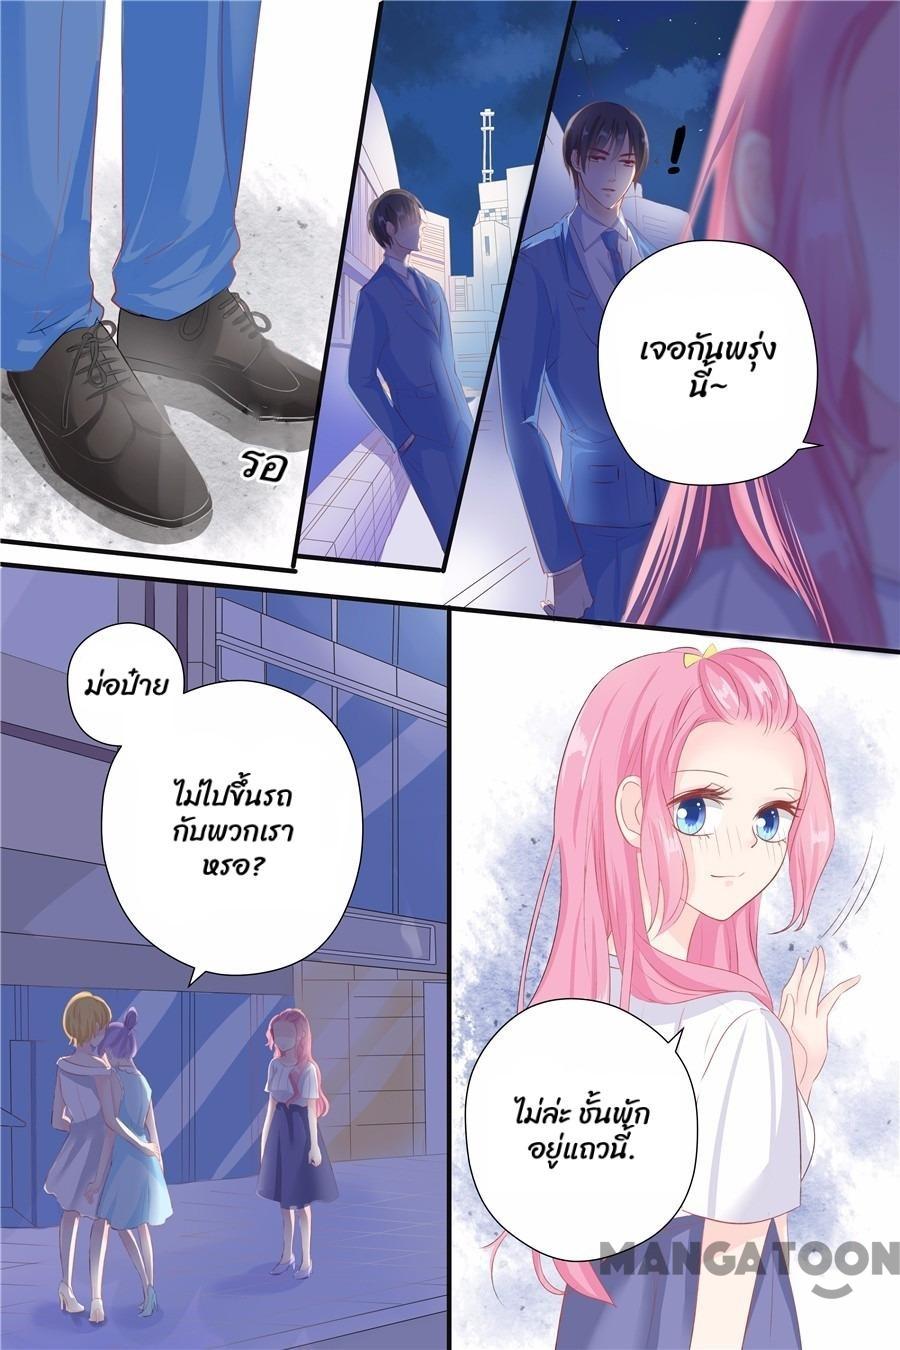 รอ
!
เจอกันพรุ่ง
นี้~
ม่อป๋าย
ไม่ไปขึ้นรถ
กับพวกเรา
หรอ?
ไม่ล่ะ ชั้นพัก
อยู่แถวนี้.
MANGATOON